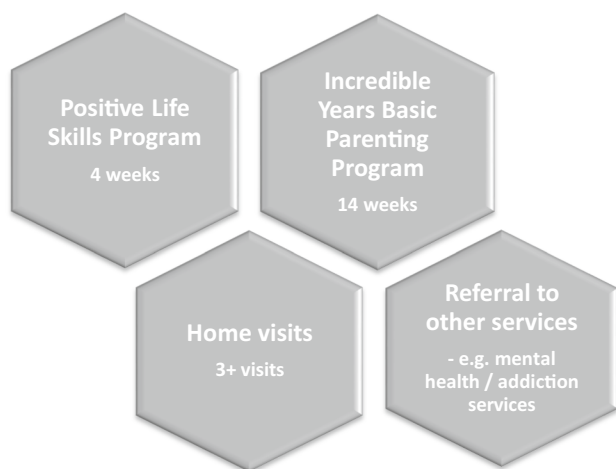 Positive Life
Skills Program
4 weeks
Incredible
Years Basic
Parenting
Program
14 weeks
Home visits
3+ visits
Referral to
other services
- e.g. mental
health / addiction
services